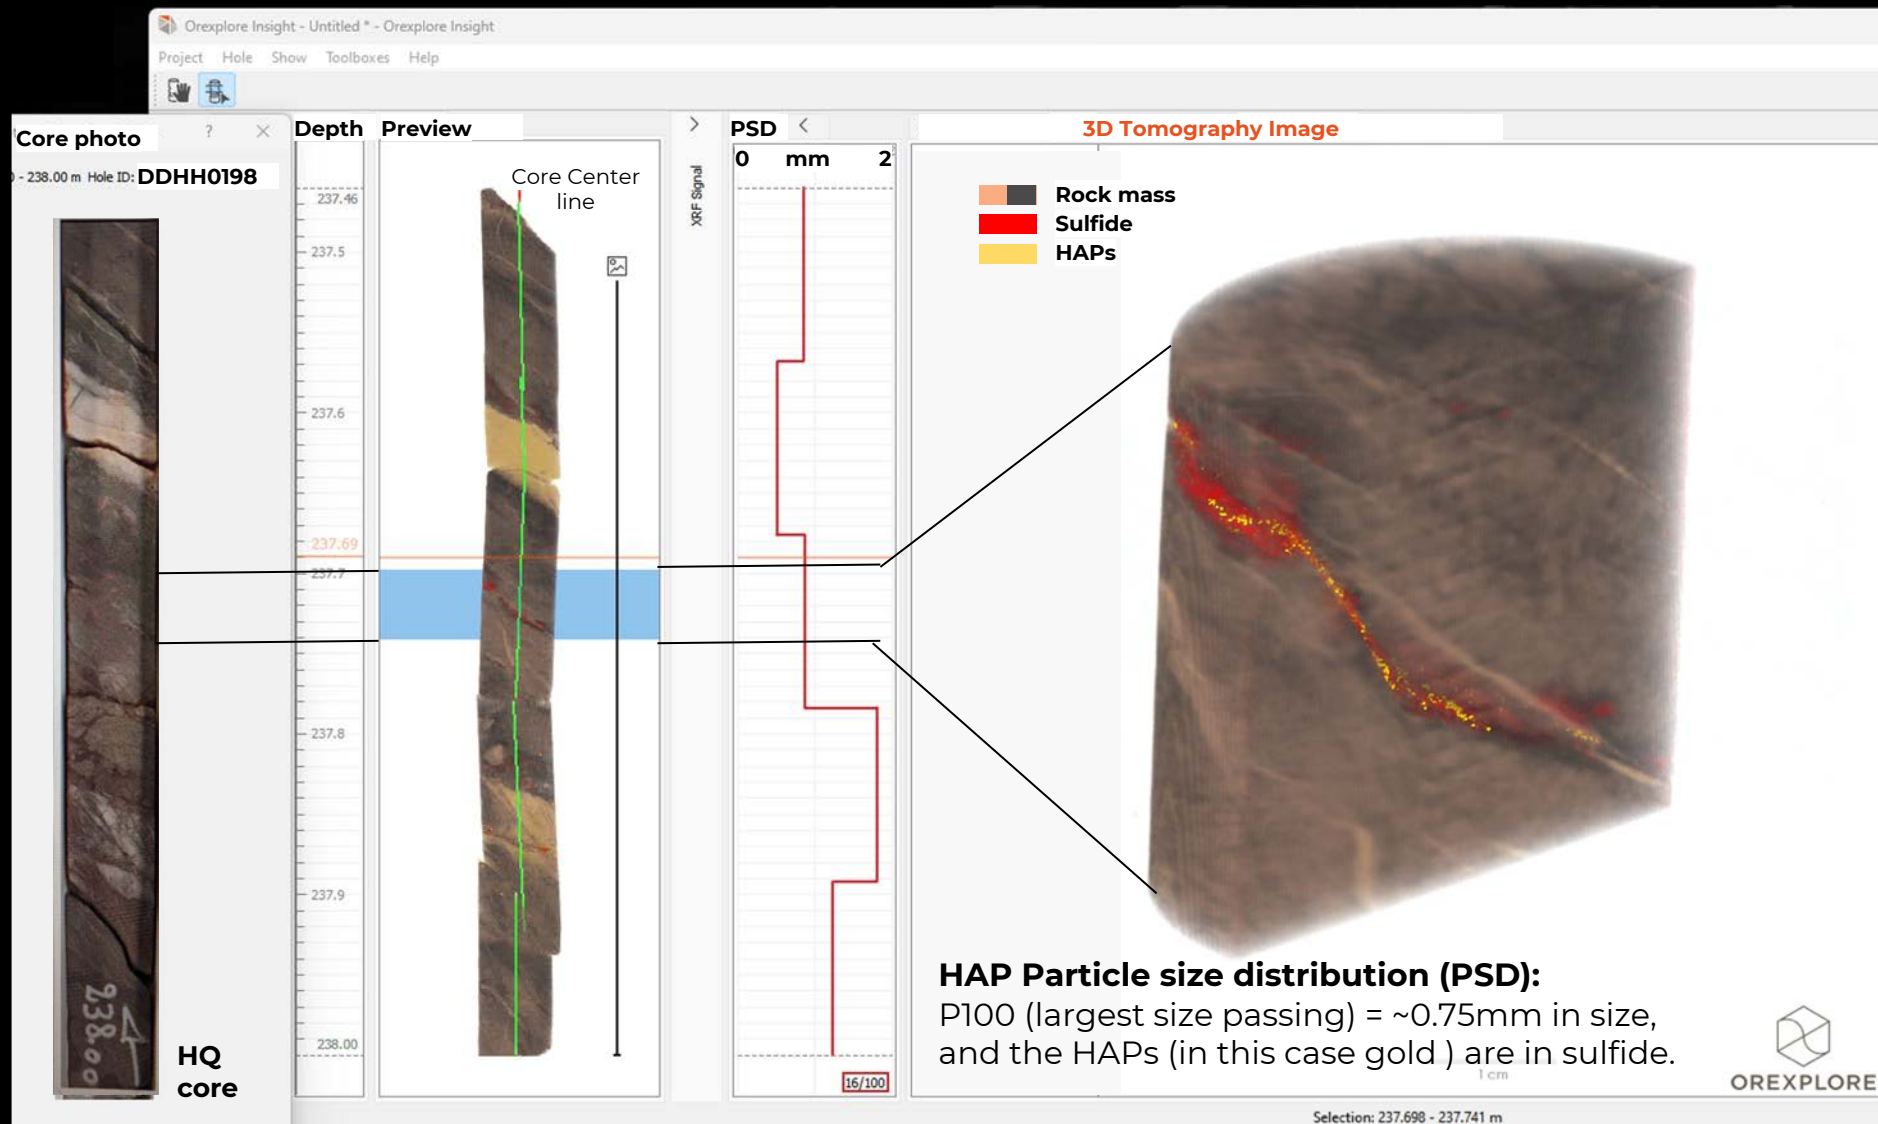 Orexplore Insight - Untitled * - Orexplore Insight
Project Hole Show Toolboxes Help
Core photo
? ×
- 238.00 m Hole ID: DDHH0198
Depth
Preview
PSD
3D Tomography Image
0 mm 2
XRF Signal
Core Center
line
Rock mass
Sulfide
HAPs
237.46
237.5
237.6
237.69
237.7
237.8
237.9
238.00
16/100
238.00
HQ
core
HAP Particle size distribution (PSD):
P100 (largest size passing) = ~0.75mm in size,
and the HAPs (in this case gold ) are in sulfide.
1 cm
OREXPLORE
Selection: 237.698 - 237.741 m